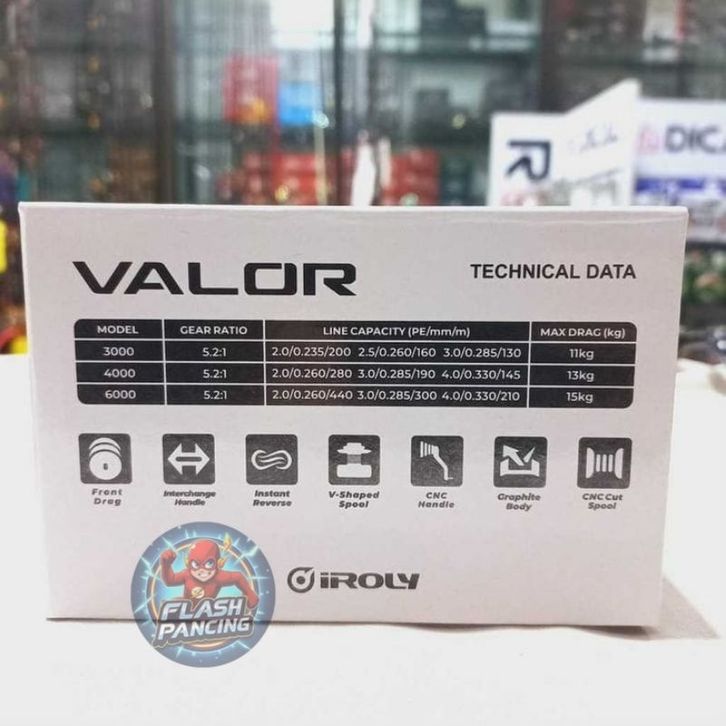 R
DICA
VALOR
TECHNICAL DATA
MODEL GEAR RATIO LINE CAPACITY (PE/mm/m) MAX DRAG (kg)
3000 5.2:1 2.0/0.235/200 2.5/0.260/160 3.0/0.285/130 11kg
4000 5.2:1 2.0/0.260/280 3.0/0.285/190 4.0/0.330/145 13kg
6000 5.2:1 2.0/0.260/440 3.0/0.285/300 4.0/0.330/210 15kg
Front Drag
Interchange Handle
Instant Reverse
V-Shaped Spool
CNC Handle
Graphite Body
CNC Cut Spool
iROLY
FLASH
PANCING